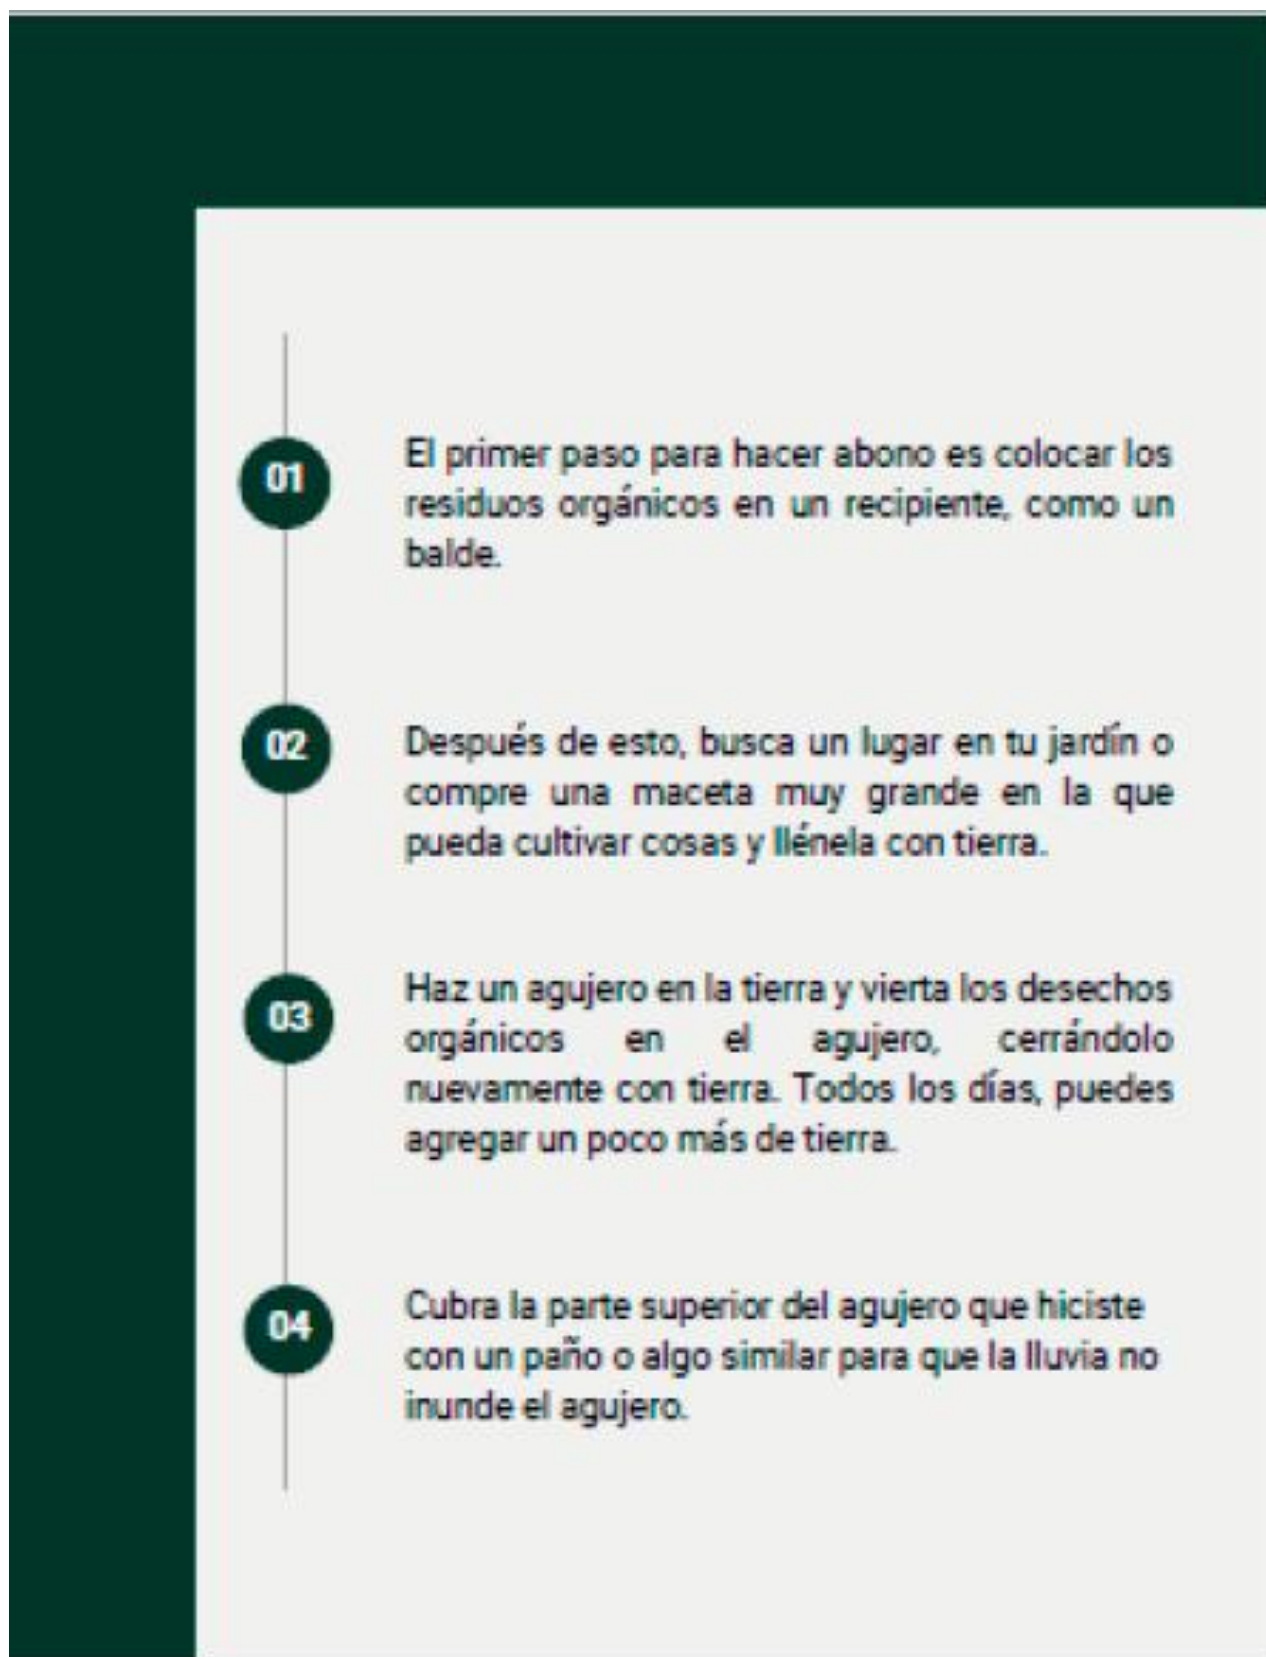 01
El primer paso para hacer abono es colocar los
residuos orgánicos en un recipiente, como un
balde.
02
Después de esto, busca un lugar en tu jardín o
compre una maceta muy grande en la que
pueda cultivar cosas y llénela con tierra.
03
Haz un agujero en la tierra y vierta los desechos
orgánicos en el agujero, cerrándolo
nuevamente con tierra. Todos los días, puedes
agregar un poco más de tierra.
04
Cubra la parte superior del agujero que hiciste
con un paño o algo similar para que la lluvia no
inunde el agujero.